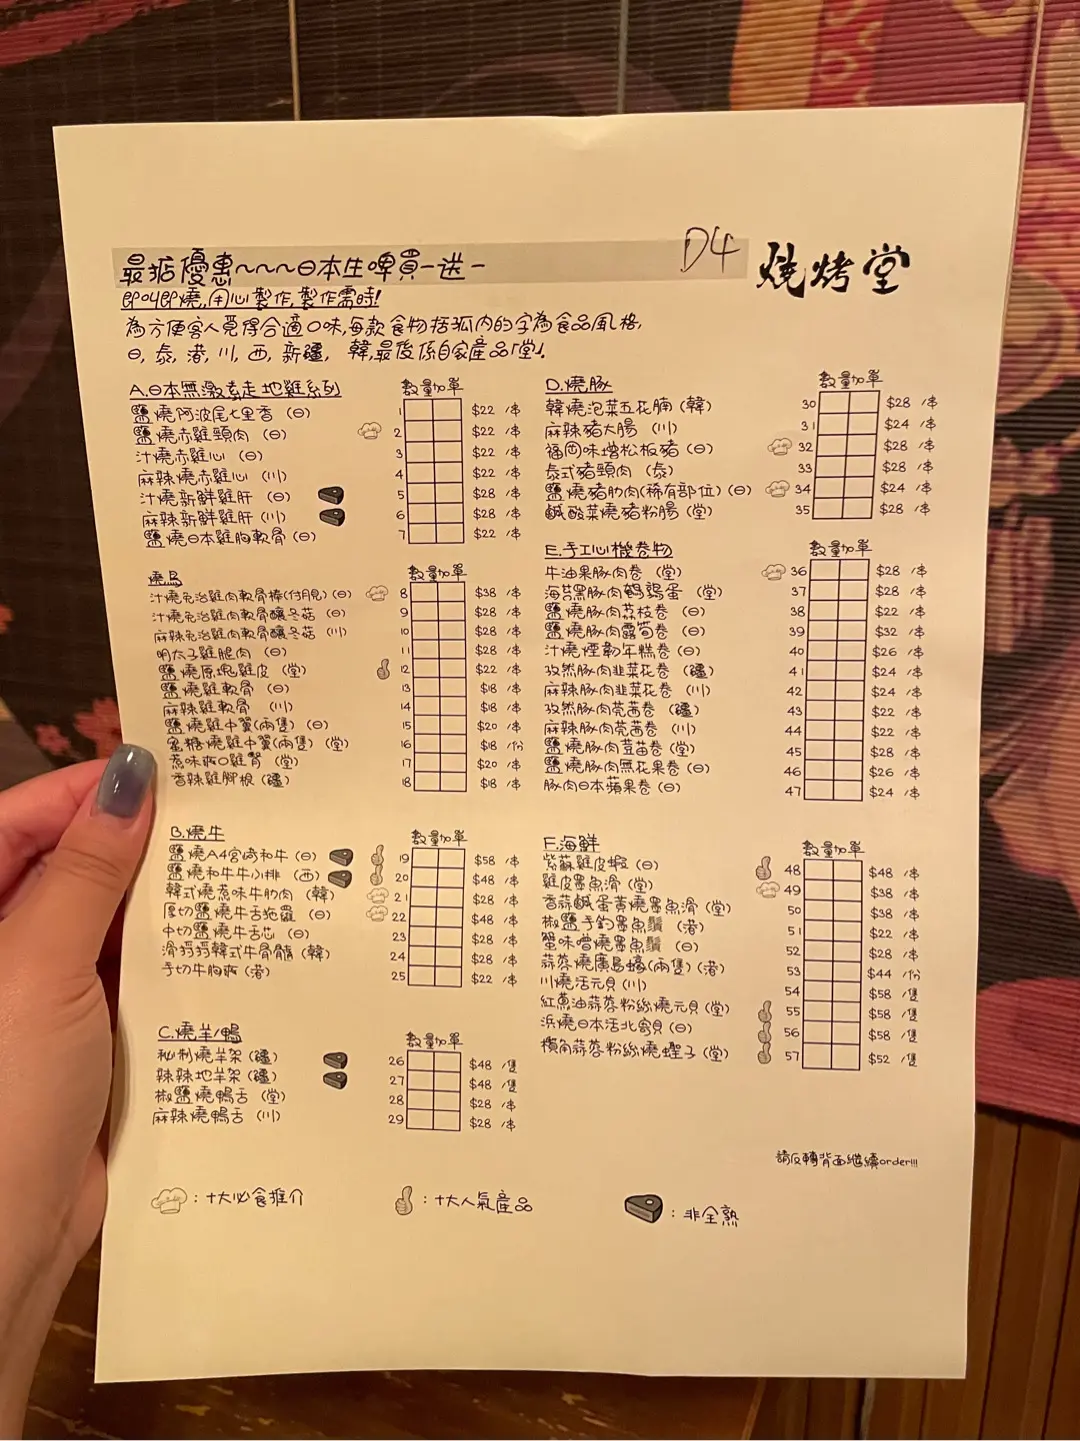 最抵優惠~~~日本生啤買一送一
D4
燒烤堂
即叫即燒,用心製作,製作需時!
為方便客人覓得合適口味,每款食物括弧內的字為食品風格,
日,泰,港,川,西,新疆, 韓,最後係自家產品「堂」
A.日本無激素走地雞系列 數量加單
鹽燒阿波尾七里香 (日) 1 $22 /串
鹽燒赤雞頸肉 (日) 2 $22 /串
汁燒赤雞心 (日) 3 $22 /串
麻辣燒赤雞心 (川) 4 $22 /串
汁燒新鮮雞肝 (日) 5 $28 /串
麻辣新鮮雞肝 (川) 6 $28 /串
鹽燒日本雞胸軟骨(日) 7 $22 /串
燒鳥 數量加單
汁燒免治雞肉軟骨棒(付月見)(日) 8 $38 /串
汁燒免治雞肉軟骨釀冬菇 (日) 9 $28 /串
麻辣免治雞肉軟骨釀冬菇 (川) 10 $28 /串
明太子雞腿肉 (日) 11 $28 /串
鹽燒原塊雞皮 (堂) 12 $22 /串
鹽燒雞軟骨 (日) 13 $18 /串
麻辣雞軟骨 (川) 14 $18 /串
鹽燒雞中翼(兩隻) (日) 15 $20 /串
蜜糖燒雞中翼(兩隻) (堂) 16 $18 /份
惹味爽口雞腎 (堂) 17 $20 /串
香辣雞腳根 (疆) 18 $18 /串
B.燒牛 數量加單
鹽燒A4宮崎和牛 (日) 19 $58 /串
鹽燒和牛牛小排 (西) 20 $48 /串
韓式燒惹味牛肋肉 (韓) 21 $28 /串
厚切鹽燒牛舌拖羅 (日) 22 $48 /串
中切鹽燒牛舌芯 (日) 23 $28 /串
滑捋捋韓式牛骨髓 (韓) 24 $28 /串
手切牛胸爽 (港) 25 $22 /串
C.燒羊/鴨 數量加單
秘制燒羊架 (疆) 26 $48 /隻
辣辣地羊架 (疆) 27 $48 /隻
椒鹽燒鴨舌 (堂) 28 $28 /串
麻辣燒鴨舌 (川) 29 $28 /串
D.燒豚 數量加單
韓燒泡菜五花腩 (韓) 30 $28 /串
麻辣豬大腸 (川) 31 $24 /串
福岡味增松板豬 (日) 32 $28 /串
泰式豬頸肉 (泰) 33 $28 /串
鹽燒豬肋肉(稀有部位) (日) 34 $24 /串
鹹酸菜燒豬粉腸 (堂) 35 $28 /串
E.手工心機卷物 數量加單
牛油果豚肉卷 (堂) 36 $28 /串
海苔黑豚肉鵪鶉蛋 (堂) 37 $28 /串
鹽燒豚肉荔枝卷 (日) 38 $22 /串
鹽燒豚肉露筍卷 (日) 39 $32 /串
汁燒煙韌年糕卷 (日) 40 $26 /串
孜然豚肉韭菜花卷 (疆) 41 $24 /串
麻辣豚肉韭菜花卷 (川) 42 $24 /串
孜然豚肉芫茜卷 (疆) 43 $22 /串
麻辣豚肉芫茜卷 (川) 44 $22 /串
鹽燒豚肉荳苗卷 (堂) 45 $28 /串
鹽燒豚肉無花果卷 (日) 46 $26 /串
豚肉日本蘋果卷 (日) 47 $24 /串
F.海鮮 數量加單
紫蘇雞皮蝦 (日) 48 $48 /串
雞皮墨魚滑 (堂) 49 $38 /串
香蒜鹹蛋黃燒墨魚滑 (堂) 50 $38 /串
椒鹽手釣墨魚鬚 (港) 51 $22 /串
蟹味噌燒墨魚鬚 (日) 52 $28 /串
蒜蓉燒廣島蠔(兩隻) (港) 53 $44 /份
川燒活元貝 (川) 54 $58 /隻
紅蔥油蒜蓉粉絲燒元貝 (堂) 55 $58 /隻
浜燒日本活北寄貝 (日) 56 $58 /隻
欖角蒜蓉粉絲燒蟶子 (堂) 57 $52 /隻
請反轉背面繼續order!!!
:十大必食推介
:十大人氣產品
:非全熟